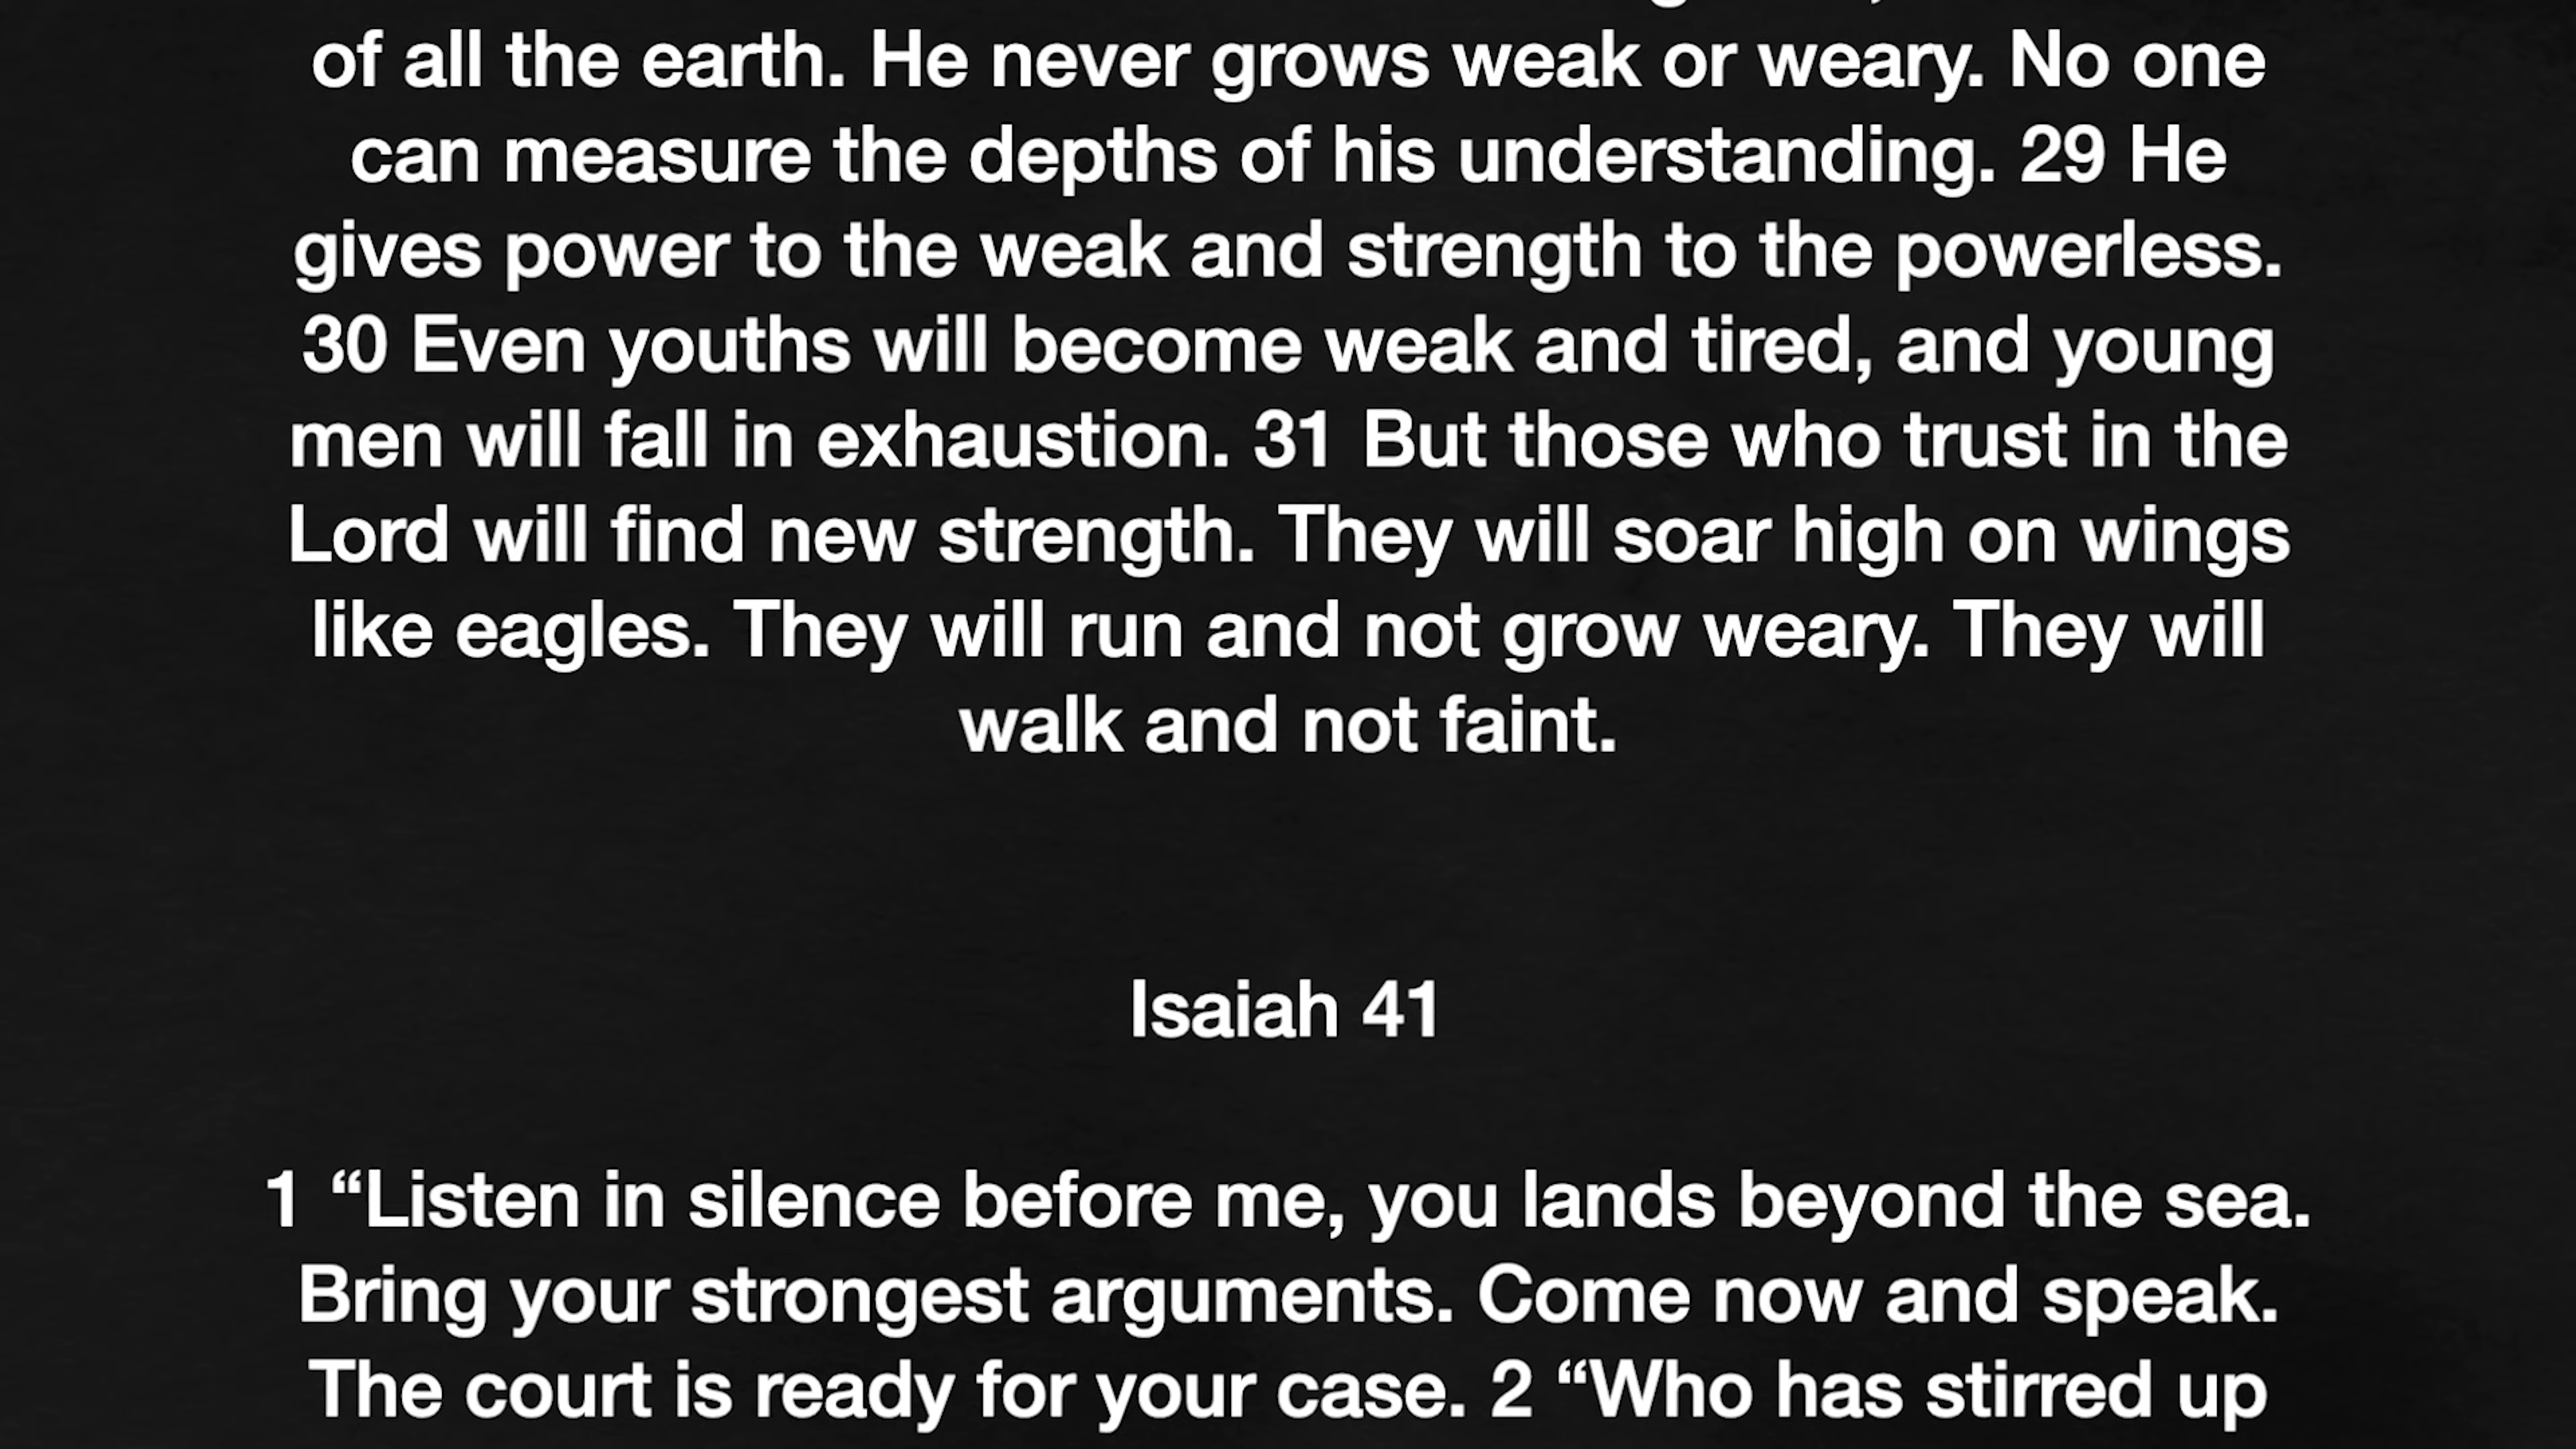 of all the earth. He never grows weak or weary. No one
can measure the depths of his understanding. 29 He
gives power to the weak and strength to the powerless.
30 Even youths will become weak and tired, and young
men will fall in exhaustion. 31 But those who trust in the
Lord will find new strength. They will soar high on wings
like eagles. They will run and not grow weary. They will
walk and not faint.
Isaiah 41
1 “Listen in silence before me, you lands beyond the sea.
Bring your strongest arguments. Come now and speak.
The court is ready for your case. 2 “Who has stirred up